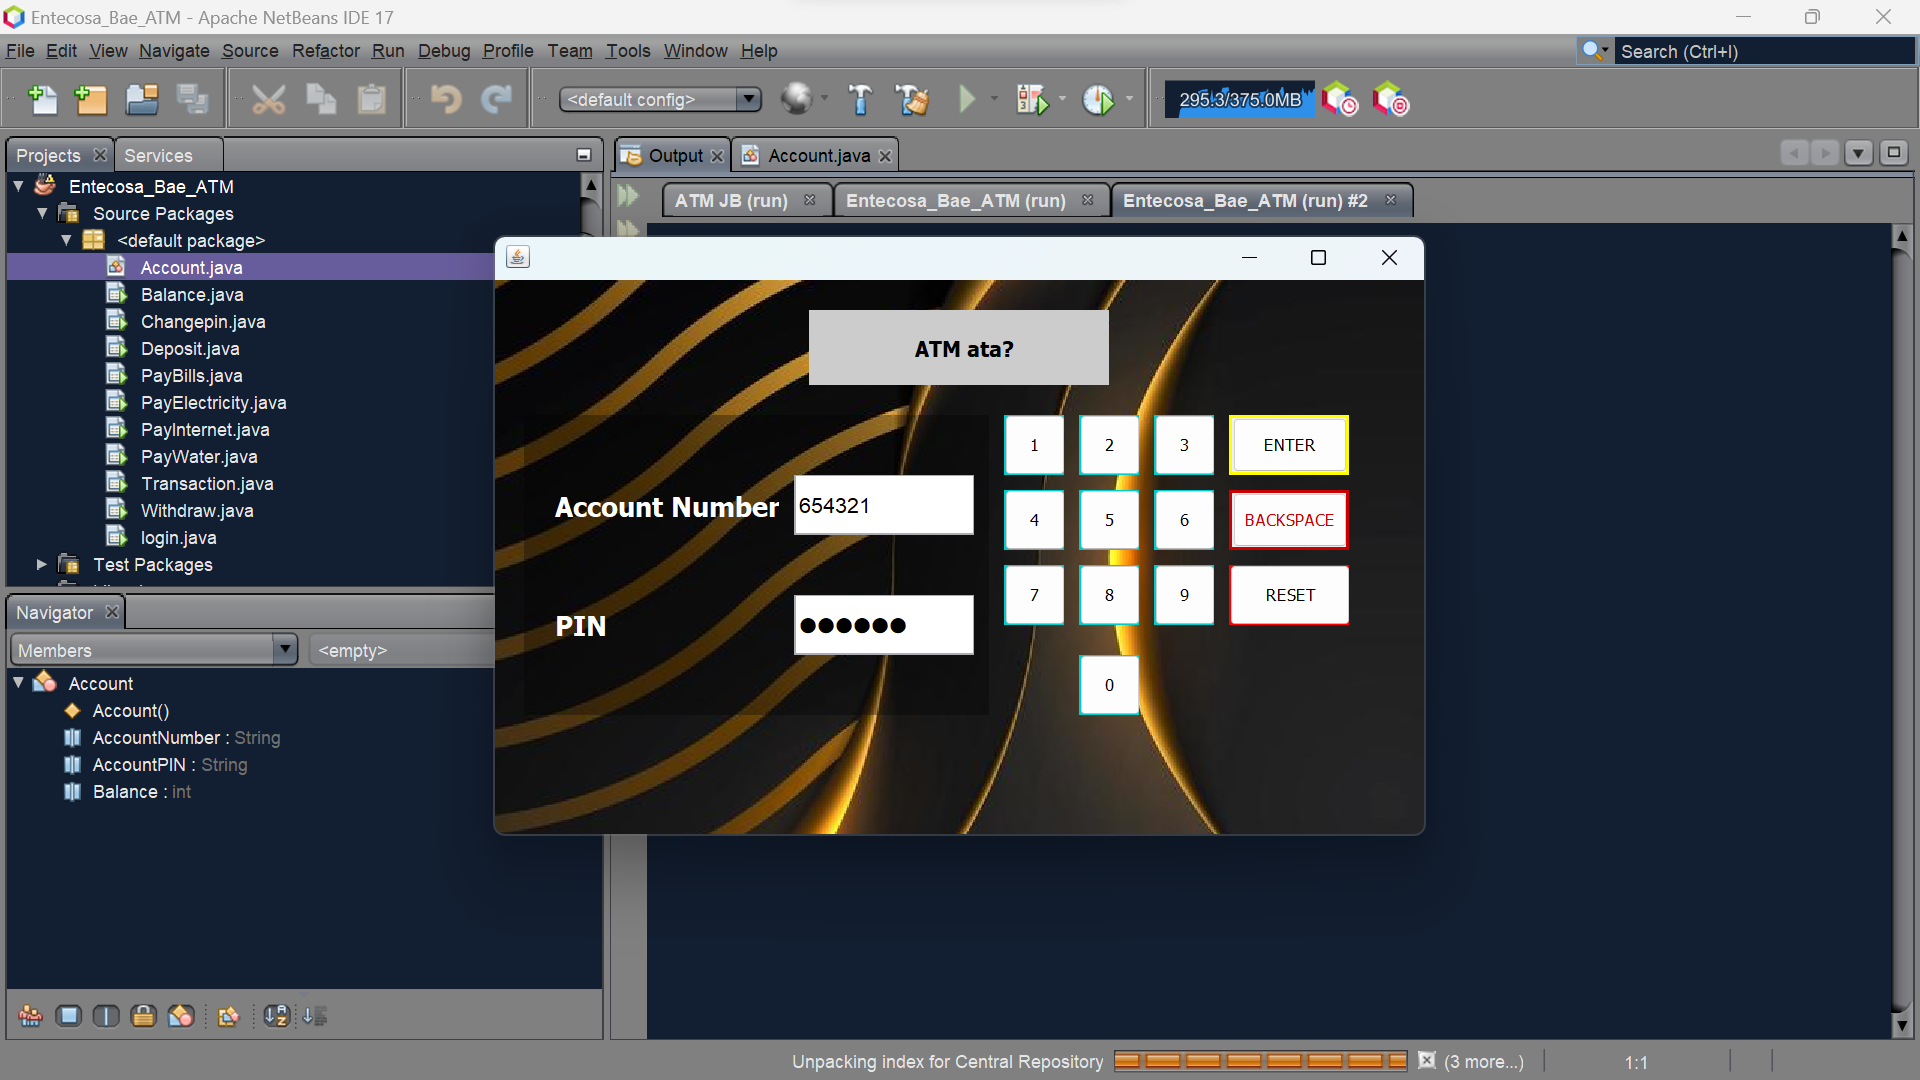 Entecosa_Bae_ATM - Apache NetBeans IDE 17
File Edit View Navigate Source Refactor Run Debug Profile Team Tools Window Help
Search (Ctrl+I)
<default config>
295.3/375.0MB
Projects
Services
Entecosa_Bae_ATM
Source Packages
<default package>
Account.java
Balance.java
Changepin.java
Deposit.java
PayBills.java
PayElectricity.java
PayInternet.java
PayWater.java
Transaction.java
Withdraw.java
login.java
Test Packages
Navigator
Members
<empty>
Account
Account()
AccountNumber : String
AccountPIN : String
Balance : int
Output
Account.java
ATM JB (run)
Entecosa_Bae_ATM (run)
Entecosa_Bae_ATM (run) #2
ATM ata?
Account Number
654321
PIN
1 2 3 ENTER
4 5 6 BACKSPACE
7 8 9 RESET
0
Unpacking index for Central Repository
(3 more...)
1:1